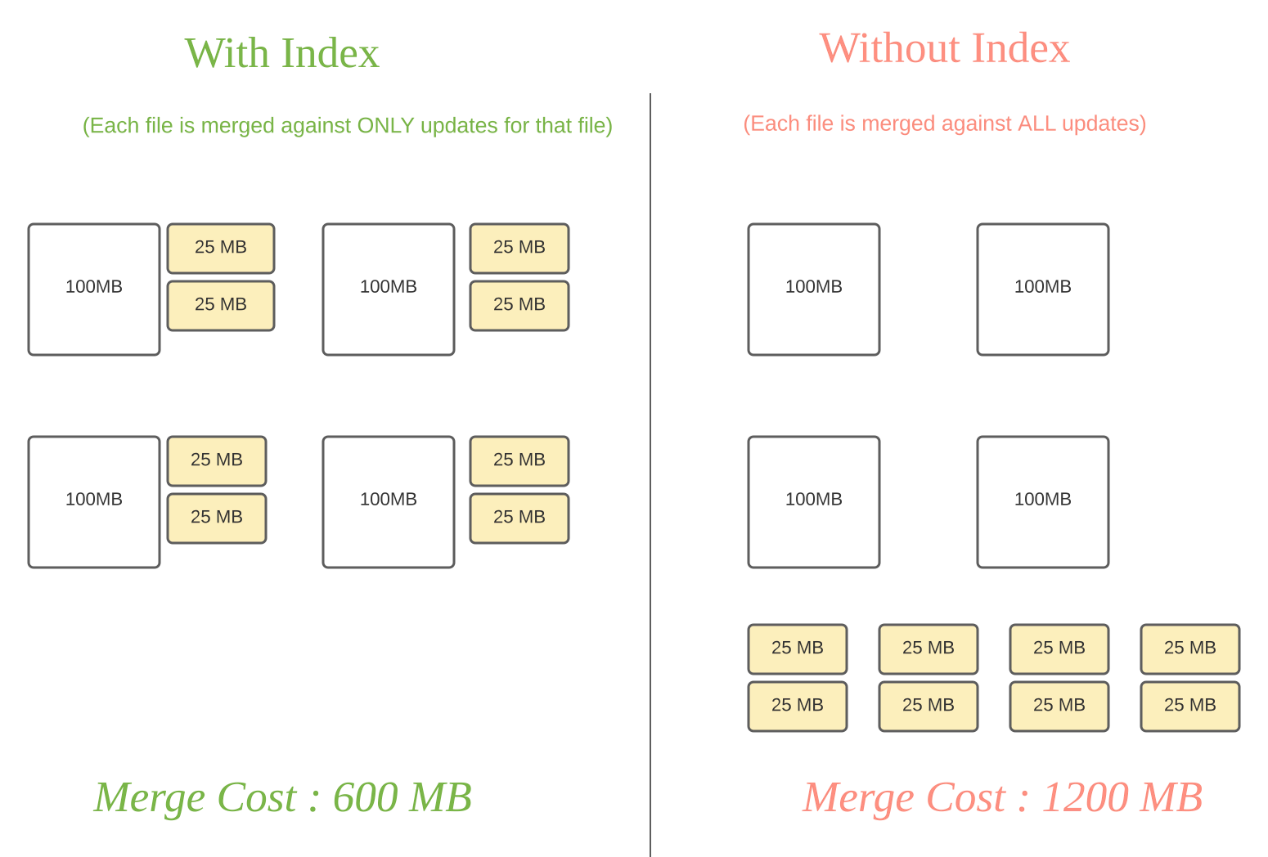 With Index
(Each file is merged against ONLY updates for that file)
100MB
25 MB
25 MB
100MB
25 MB
25 MB
100MB
25 MB
25 MB
100MB
25 MB
25 MB
Merge Cost : 600 MB
Without Index
(Each file is merged against ALL updates)
100MB
100MB
100MB
100MB
25 MB
25 MB
25 MB
25 MB
25 MB
25 MB
25 MB
25 MB
Merge Cost : 1200 MB